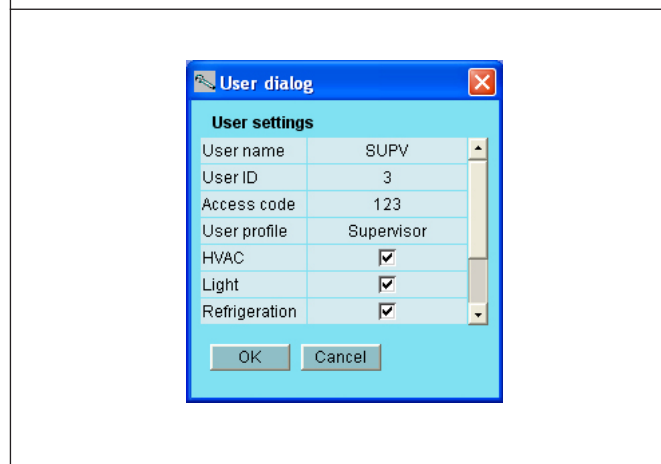 User dialog
User settings
User name SUPV
User ID 3
Access code 123
User profile Supervisor
HVAC
Light
Refrigeration
OK Cancel